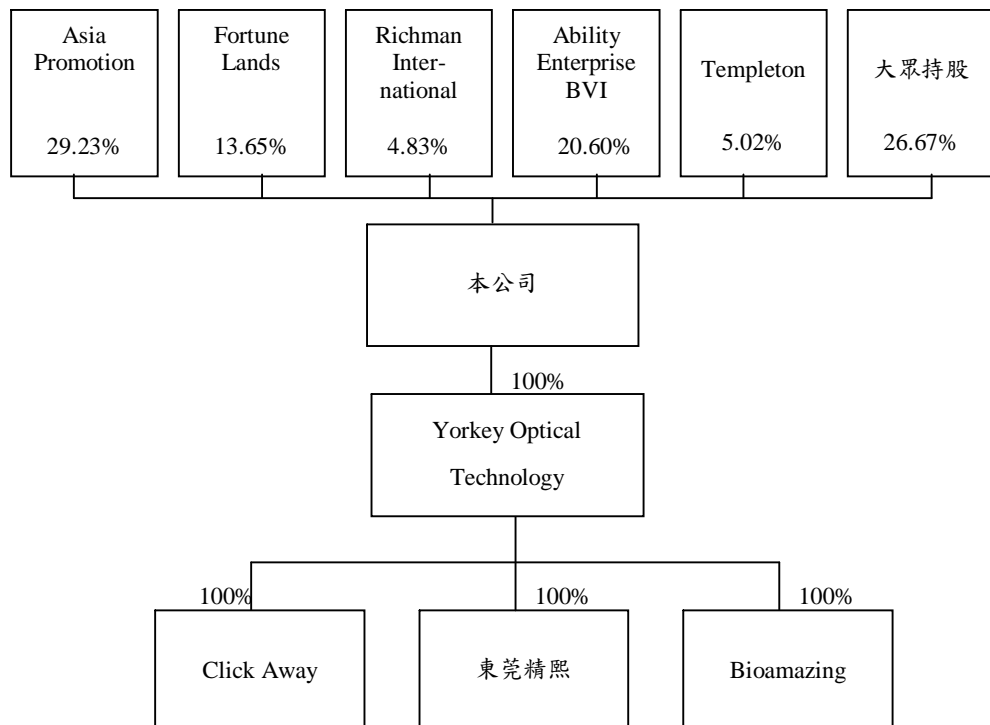 Asia
Promotion
29.23%
Fortune
Lands
13.65%
Richman
Inter-
national
4.83%
Ability
Enterprise
BVI
20.60%
Templeton
5.02%
大眾持股
26.67%
本公司
100%
Yorkey Optical
Technology
100%
Click Away
100%
東莞精熙
100%
Bioamazing